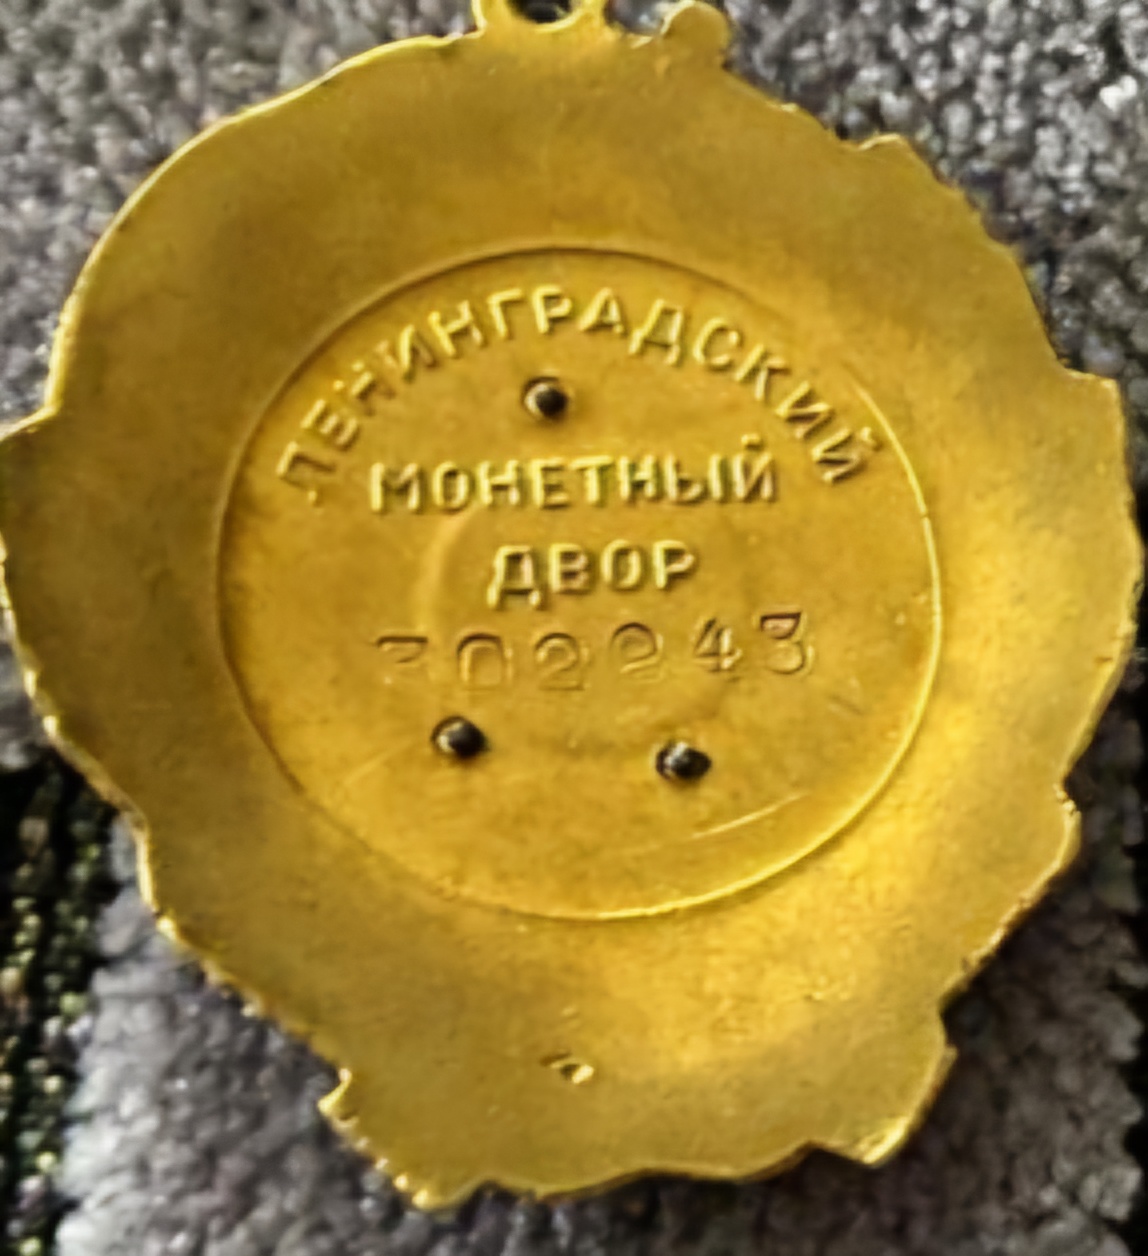 ЛЕНИНГРАДСКИЙ
МОНЕТНЫЙ
ДВОР
302243